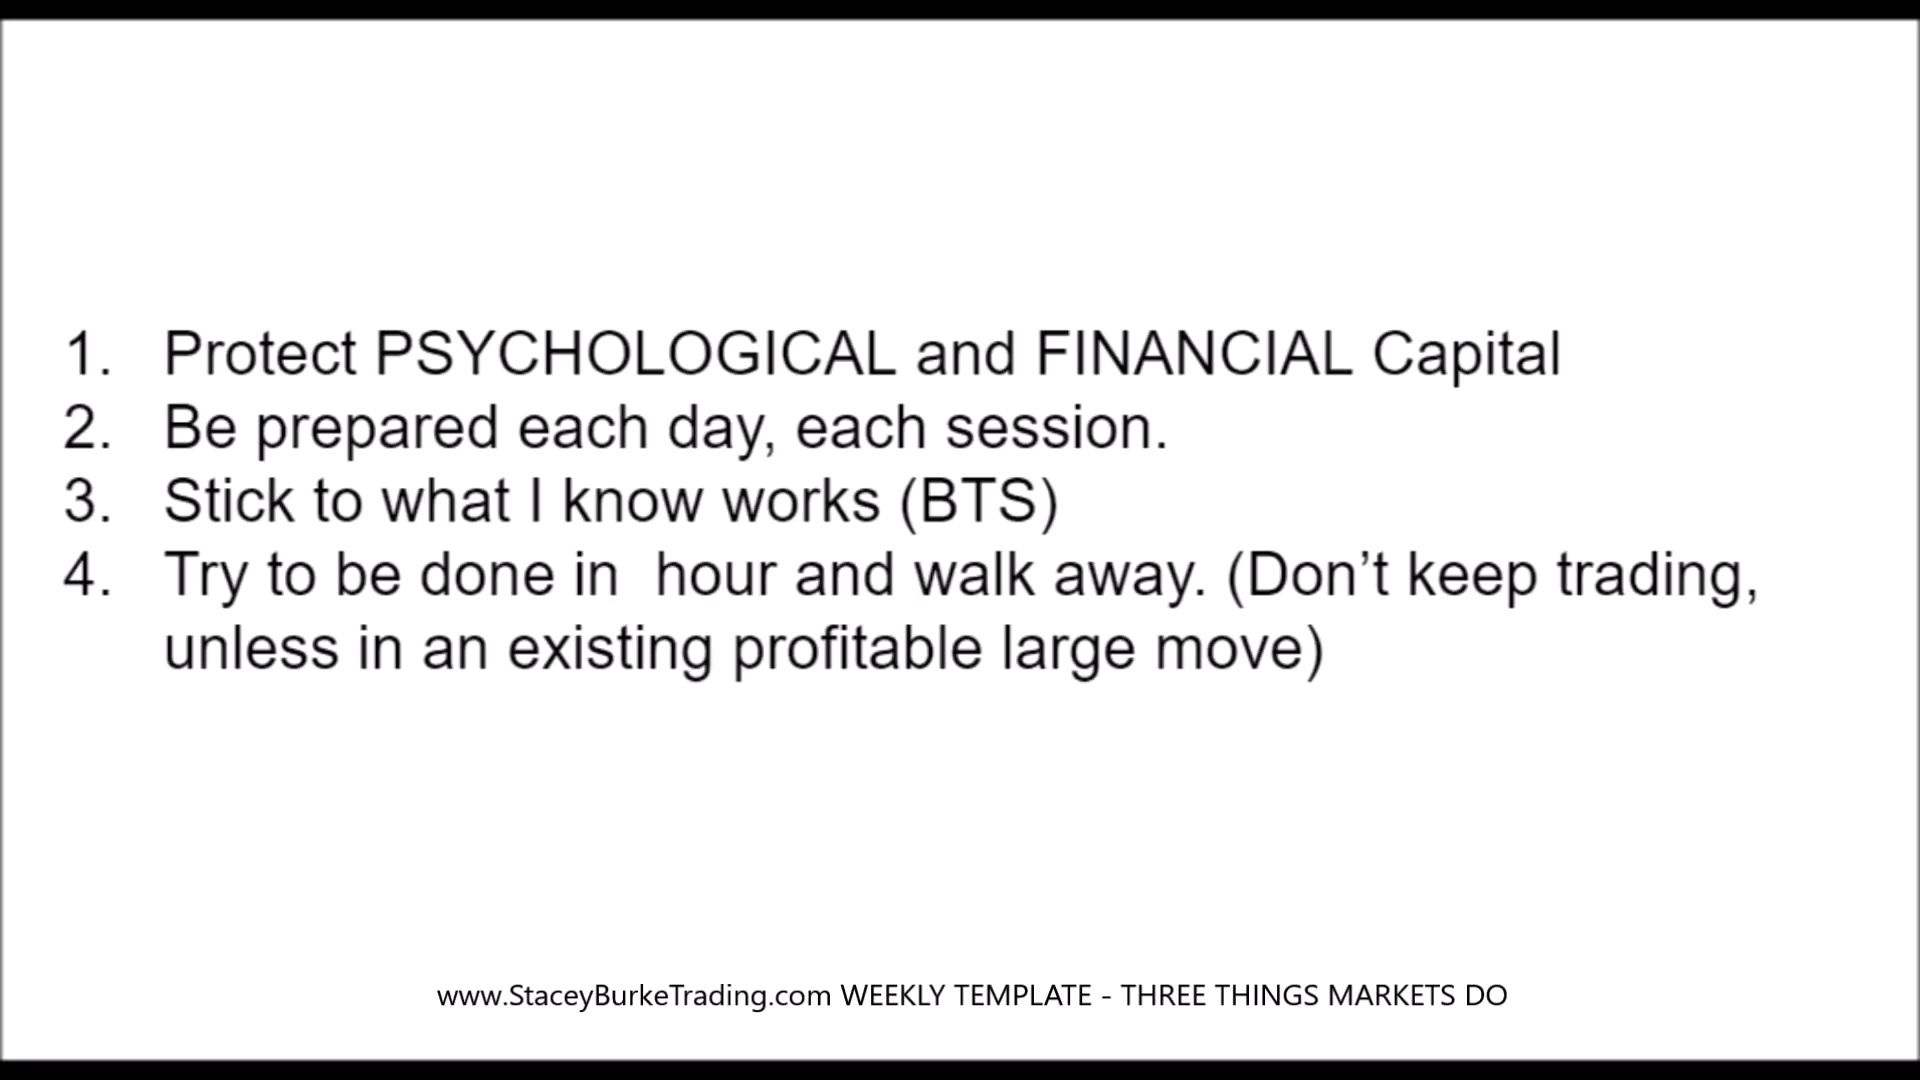 1. Protect PSYCHOLOGICAL and FINANCIAL Capital
2. Be prepared each day, each session.
3. Stick to what I know works (BTS)
4. Try to be done in  hour and walk away. (Don’t keep trading,
unless in an existing profitable large move)
www.StaceyBurkeTrading.com WEEKLY TEMPLATE - THREE THINGS MARKETS DO